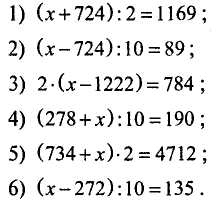 1) (x+724):2=1169;
2) (x−724):10=89;
3) 2·(x−1222)=784;
4) (278+x):10=190;
5) (734+x)·2=4712;
6) (x−272):10=135.